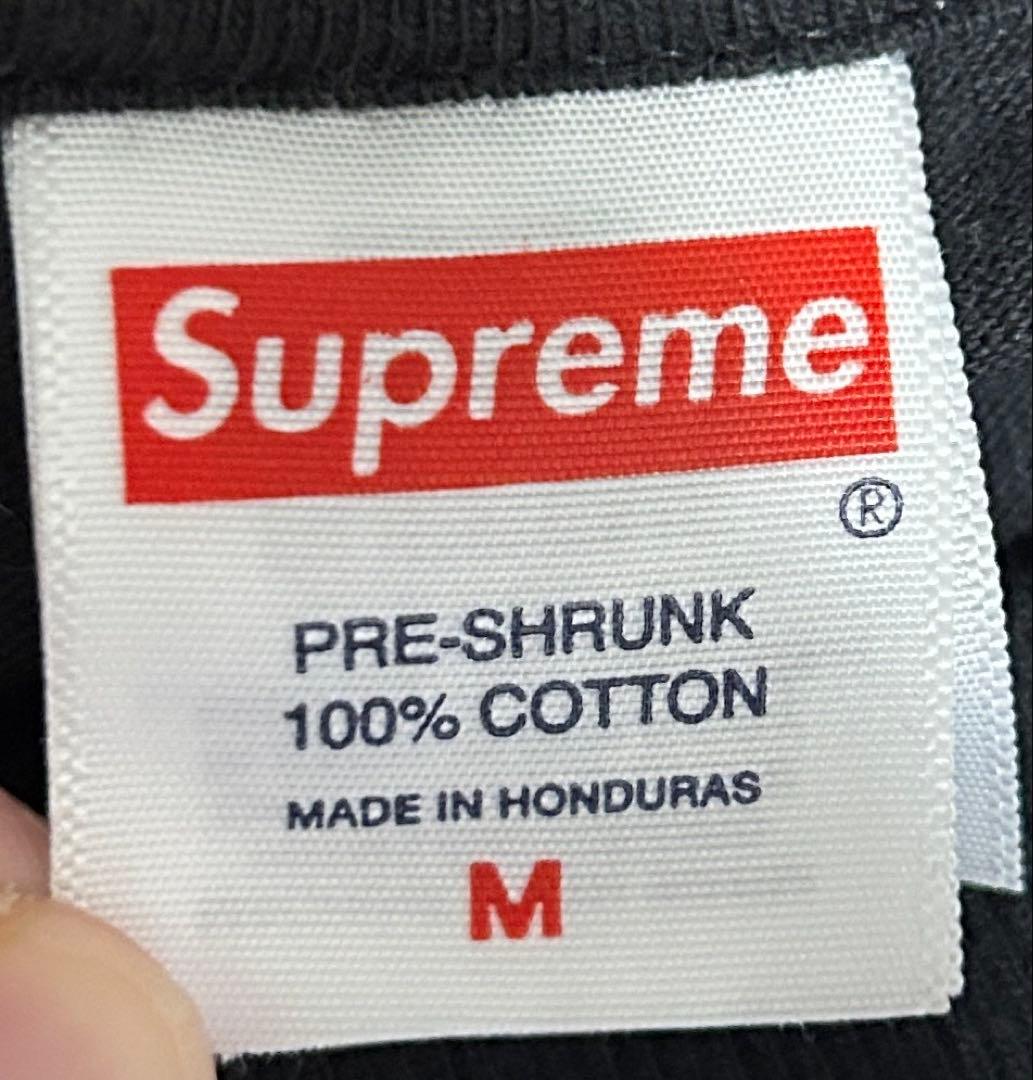 Supreme
®
PRE-SHRUNK
100% COTTON
MADE IN HONDURAS
M